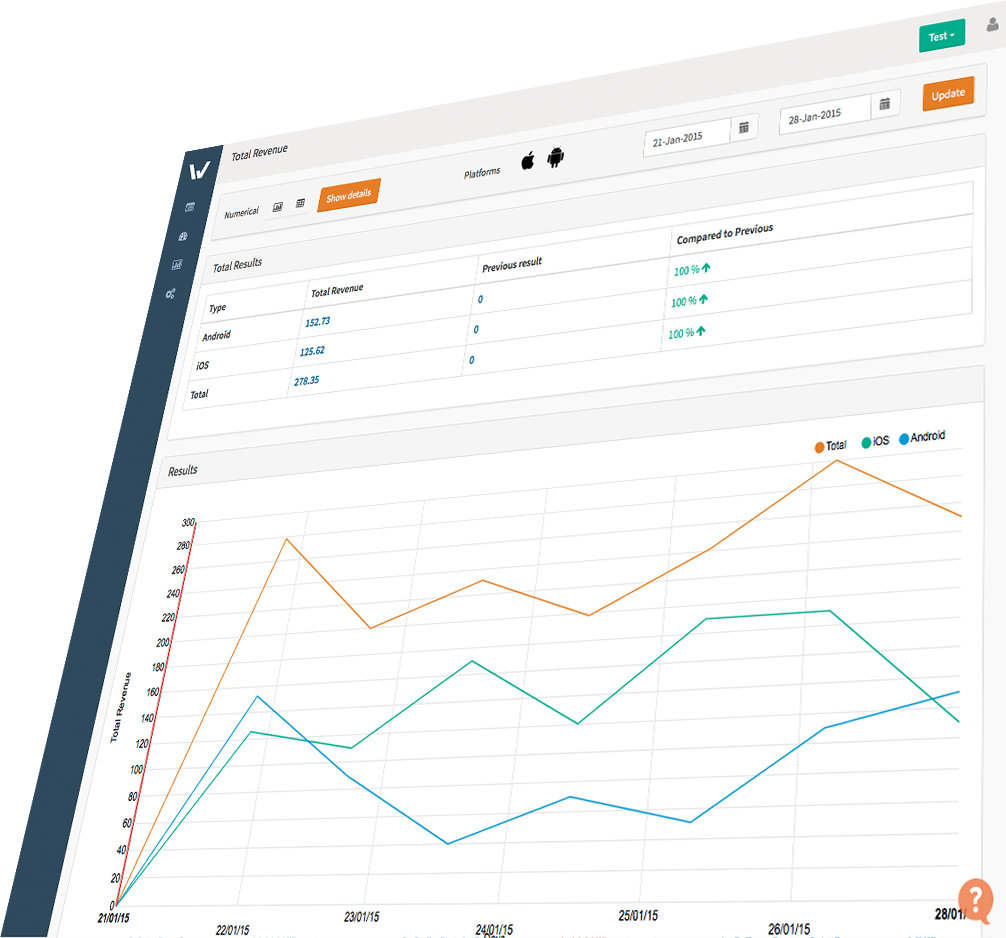 Test
Total Revenue
21-Jan-2015
28-Jan-2015
Update
Numerical
Show details
Platforms
Total Results
Type Total Revenue Previous result Compared to Previous
Android 152.73 0 100 %
iOS 125.62 0 100 %
Total 278.35 0 100 %
Results
Total iOS Android
Total Revenue
300
280
260
240
220
200
180
160
140
120
100
80
60
40
20
0
21/01/15 22/01/15 23/01/15 24/01/15 25/01/15 26/01/15 28/01/
?